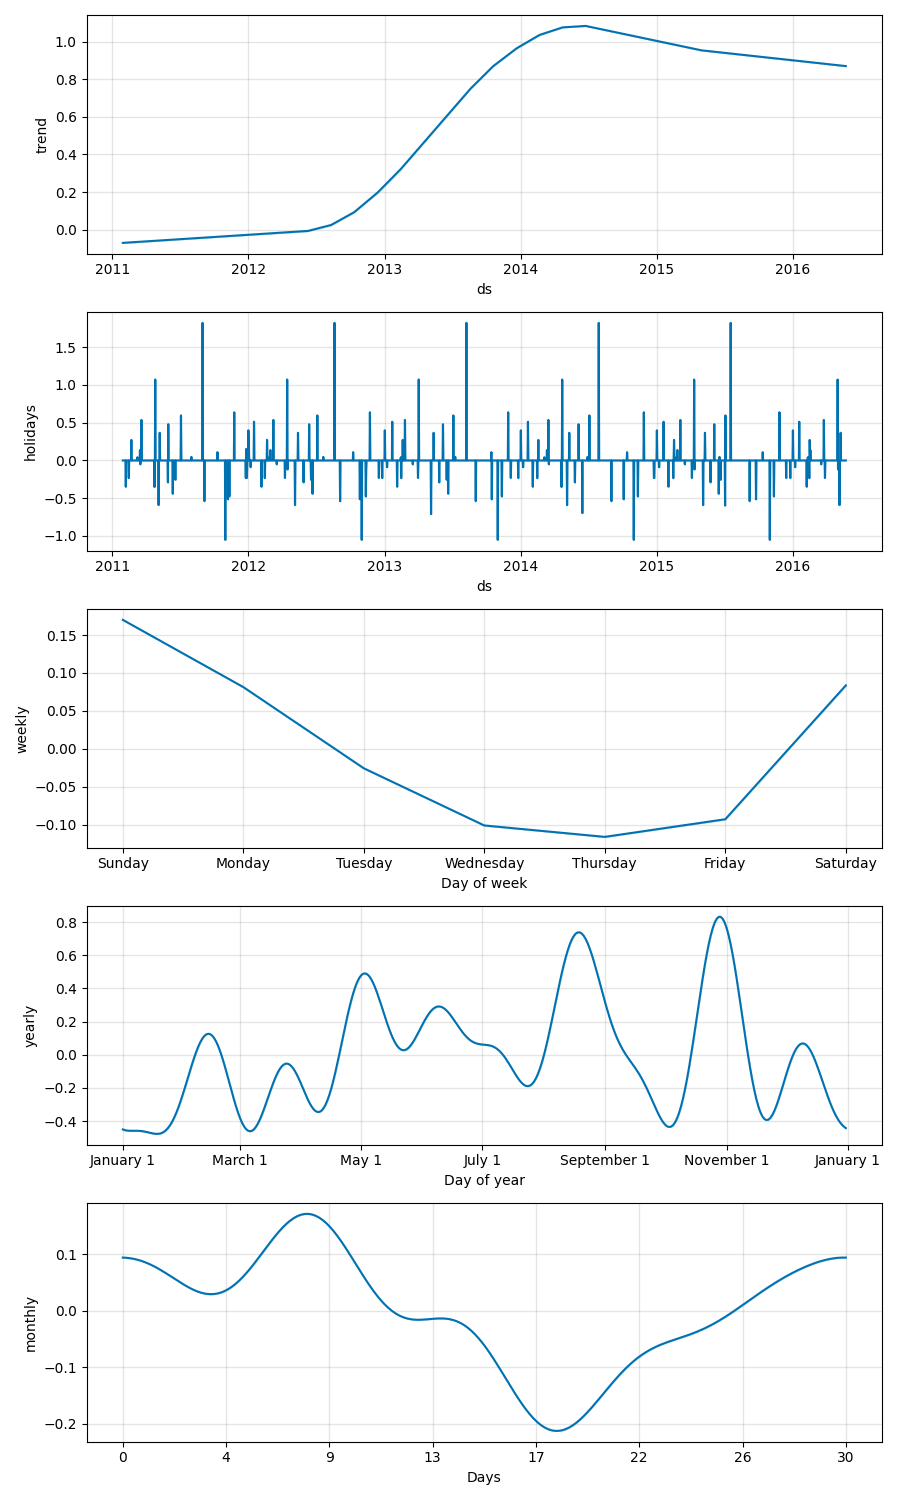 trend
1.0
0.8
0.6
0.4
0.2
0.0
2011 2012 2013 2014 2015 2016
ds
holidays
1.5
1.0
0.5
0.0
−0.5
−1.0
2011 2012 2013 2014 2015 2016
ds
weekly
0.15
0.10
0.05
0.00
−0.05
−0.10
Sunday Monday Tuesday Wednesday Thursday Friday Saturday
Day of week
yearly
0.8
0.6
0.4
0.2
0.0
−0.2
−0.4
January 1 March 1 May 1 July 1 September 1 November 1 January 1
Day of year
monthly
0.1
0.0
−0.1
−0.2
0 4 9 13 17 22 26 30
Days